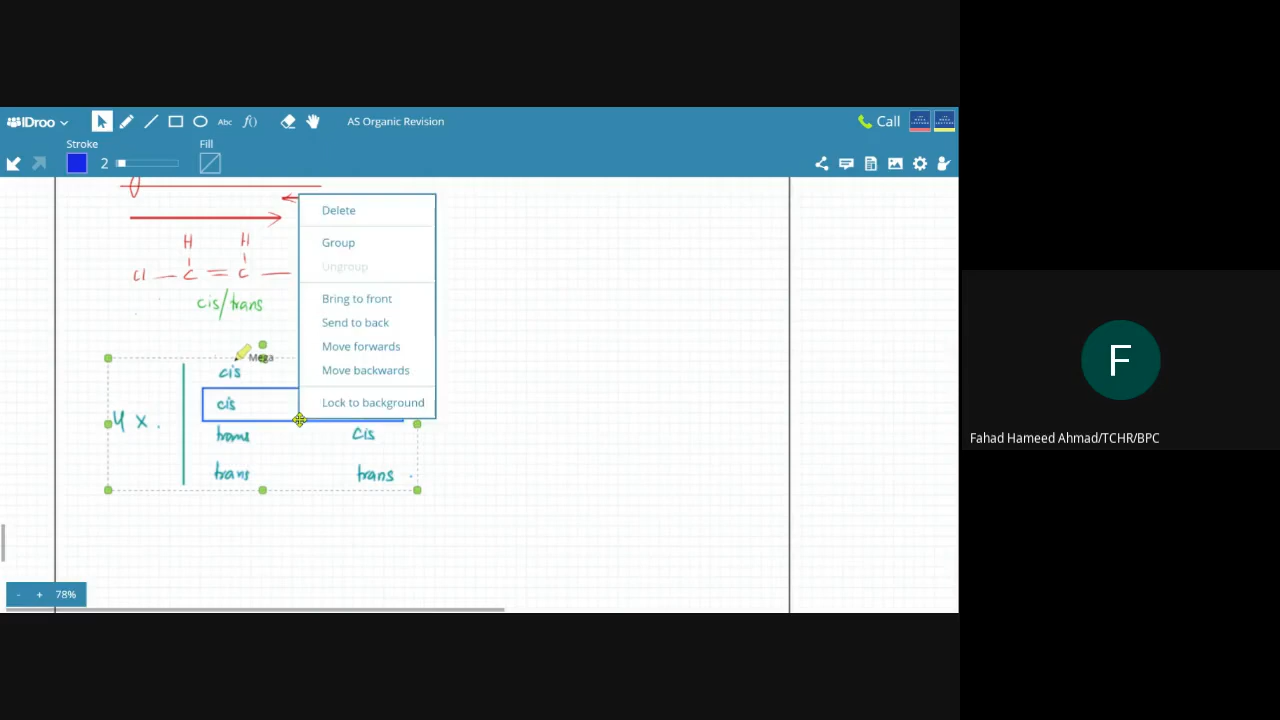 IDroo
Abc
f()
AS Organic Revision
Call
Stroke
Fill
2
Delete
Group
Ungroup
Bring to front
Send to back
Move forwards
Move backwards
Lock to background
H H
Cl — C = C —
cis/trans
Mega
cis
4 x. cis
trans cis
trans trans.
- + 78%
F
Fahad Hameed Ahmad/TCHR/BPC